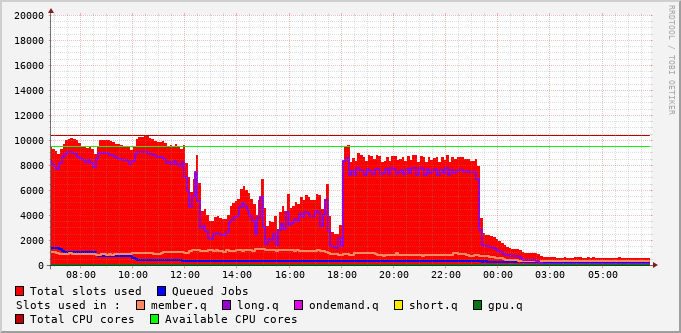 20000
18000
16000
14000
12000
10000
8000
6000
4000
2000
0
08:00 10:00 12:00 14:00 16:00 18:00 20:00 22:00 00:00 03:00 05:00
RRDTOOL / TOBI OETIKER
Total slots used Queued Jobs
Slots used in : member.q long.q ondemand.q short.q gpu.q
Total CPU cores Available CPU cores